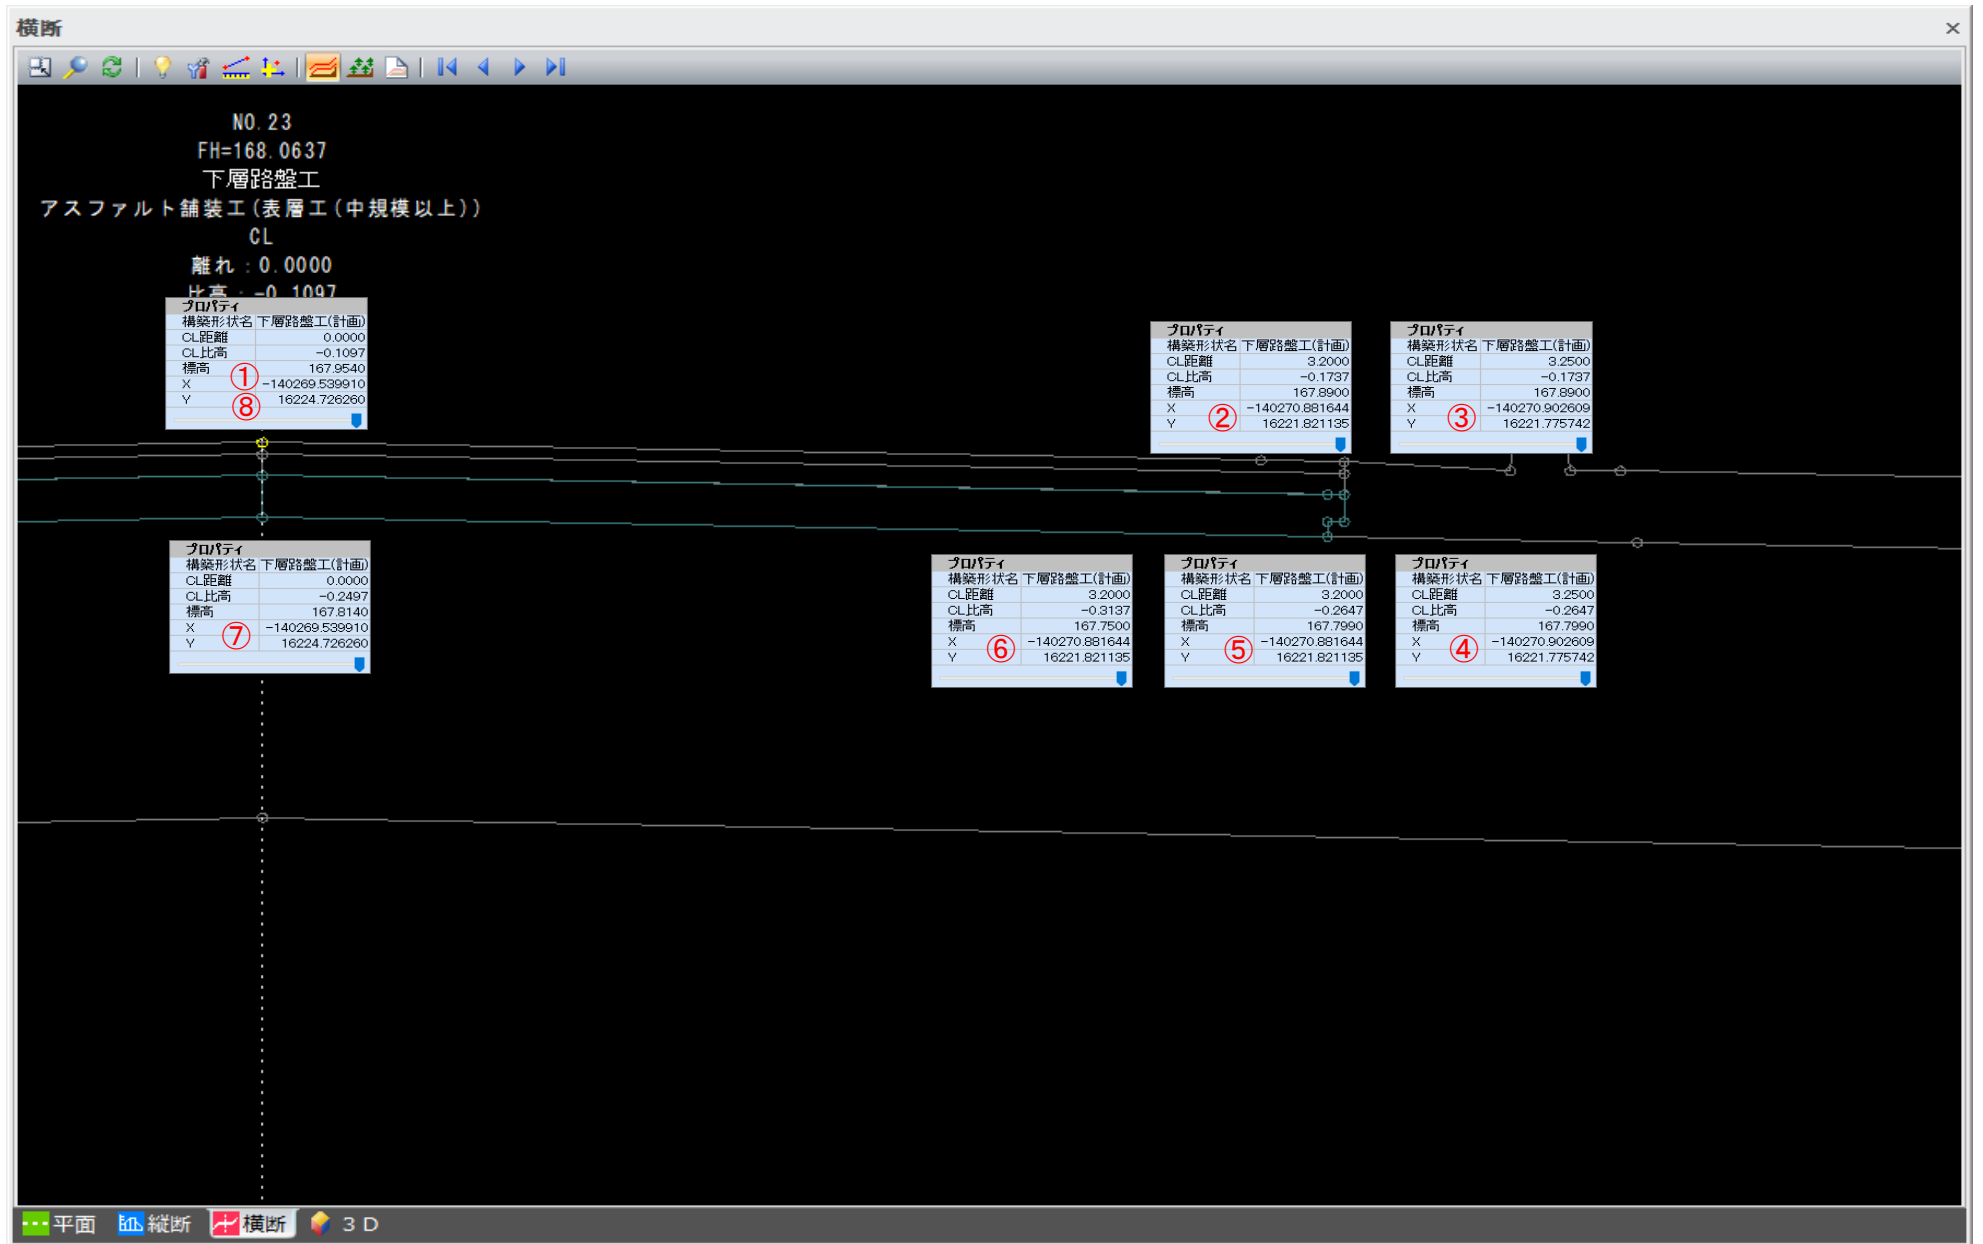 横断
NO.23
FH=168.0637
下層路盤工
アスファルト舗装工(表層工(中規模以上))
CL
離れ:0.0000
比高:-0.1097
プロパティ
構築形状名 下層路盤工(計画)
CL距離 0.0000
CL比高 -0.1097
標高 167.9540
X ① -140269.539910
Y ⑧ 16224.726260
プロパティ
構築形状名 下層路盤工(計画)
CL距離 3.2000
CL比高 -0.1737
標高 167.8900
X ② -140270.881644
Y 16221.821135
プロパティ
構築形状名 下層路盤工(計画)
CL距離 3.2500
CL比高 -0.1737
標高 167.8900
X ③ -140270.902609
Y 16221.775742
プロパティ
構築形状名 下層路盤工(計画)
CL距離 0.0000
CL比高 -0.2497
標高 167.8140
X ⑦ -140269.539910
Y 16224.726260
プロパティ
構築形状名 下層路盤工(計画)
CL距離 3.2000
CL比高 -0.3137
標高 167.7500
X ⑥ -140270.881644
Y 16221.821135
プロパティ
構築形状名 下層路盤工(計画)
CL距離 3.2000
CL比高 -0.2647
標高 167.7990
X ⑤ -140270.881644
Y 16221.821135
プロパティ
構築形状名 下層路盤工(計画)
CL距離 3.2500
CL比高 -0.2647
標高 167.7990
X ④ -140270.902609
Y 16221.775742
平面 縦断 横断 3D